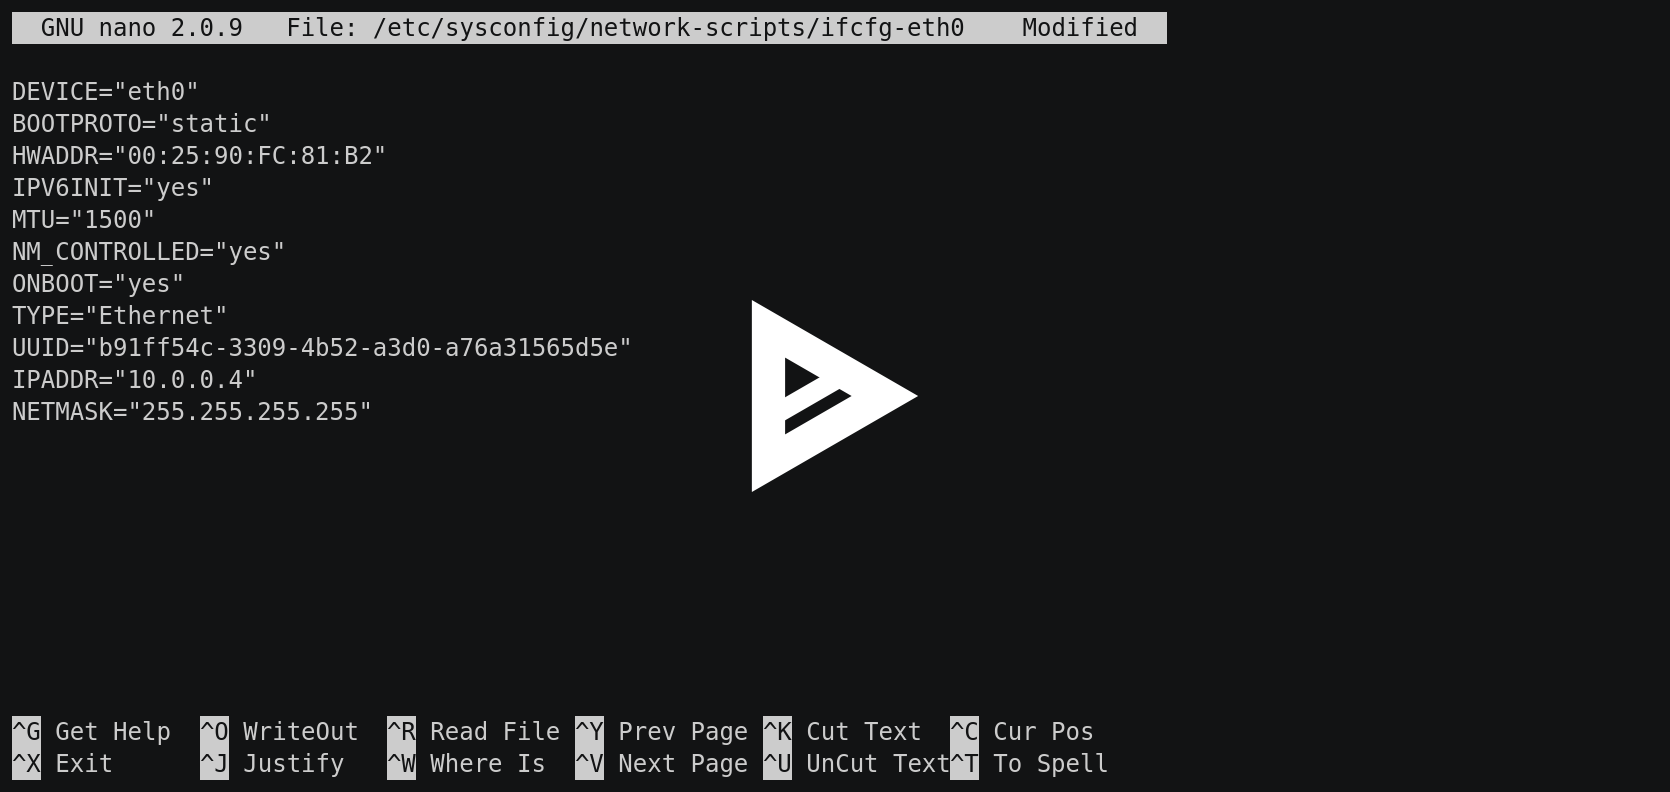 GNU nano 2.0.9   File: /etc/sysconfig/network-scripts/ifcfg-eth0    Modified
DEVICE="eth0"
BOOTPROTO="static"
HWADDR="00:25:90:FC:81:B2"
IPV6INIT="yes"
MTU="1500"
NM_CONTROLLED="yes"
ONBOOT="yes"
TYPE="Ethernet"
UUID="b91ff54c-3309-4b52-a3d0-a76a31565d5e"
IPADDR="10.0.0.4"
NETMASK="255.255.255.255"
^G Get Help  ^O WriteOut  ^R Read File ^Y Prev Page ^K Cut Text  ^C Cur Pos
^X Exit      ^J Justify   ^W Where Is  ^V Next Page ^U UnCut Text^T To Spell